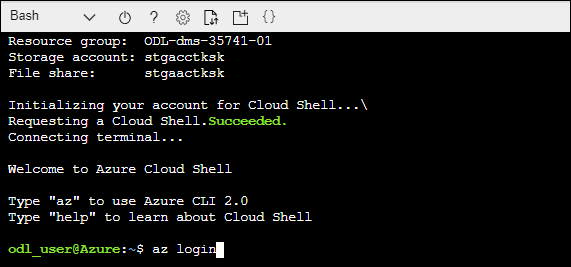 Bash
Resource group:  ODL-dms-35741-01
Storage account: stgacctksk
File share:      stgaacctksk

Initializing your account for Cloud Shell...\
Requesting a Cloud Shell.Succeeded.
Connecting terminal...

Welcome to Azure Cloud Shell

Type "az" to use Azure CLI 2.0
Type "help" to learn about Cloud Shell

odl_user@Azure:~$ az login